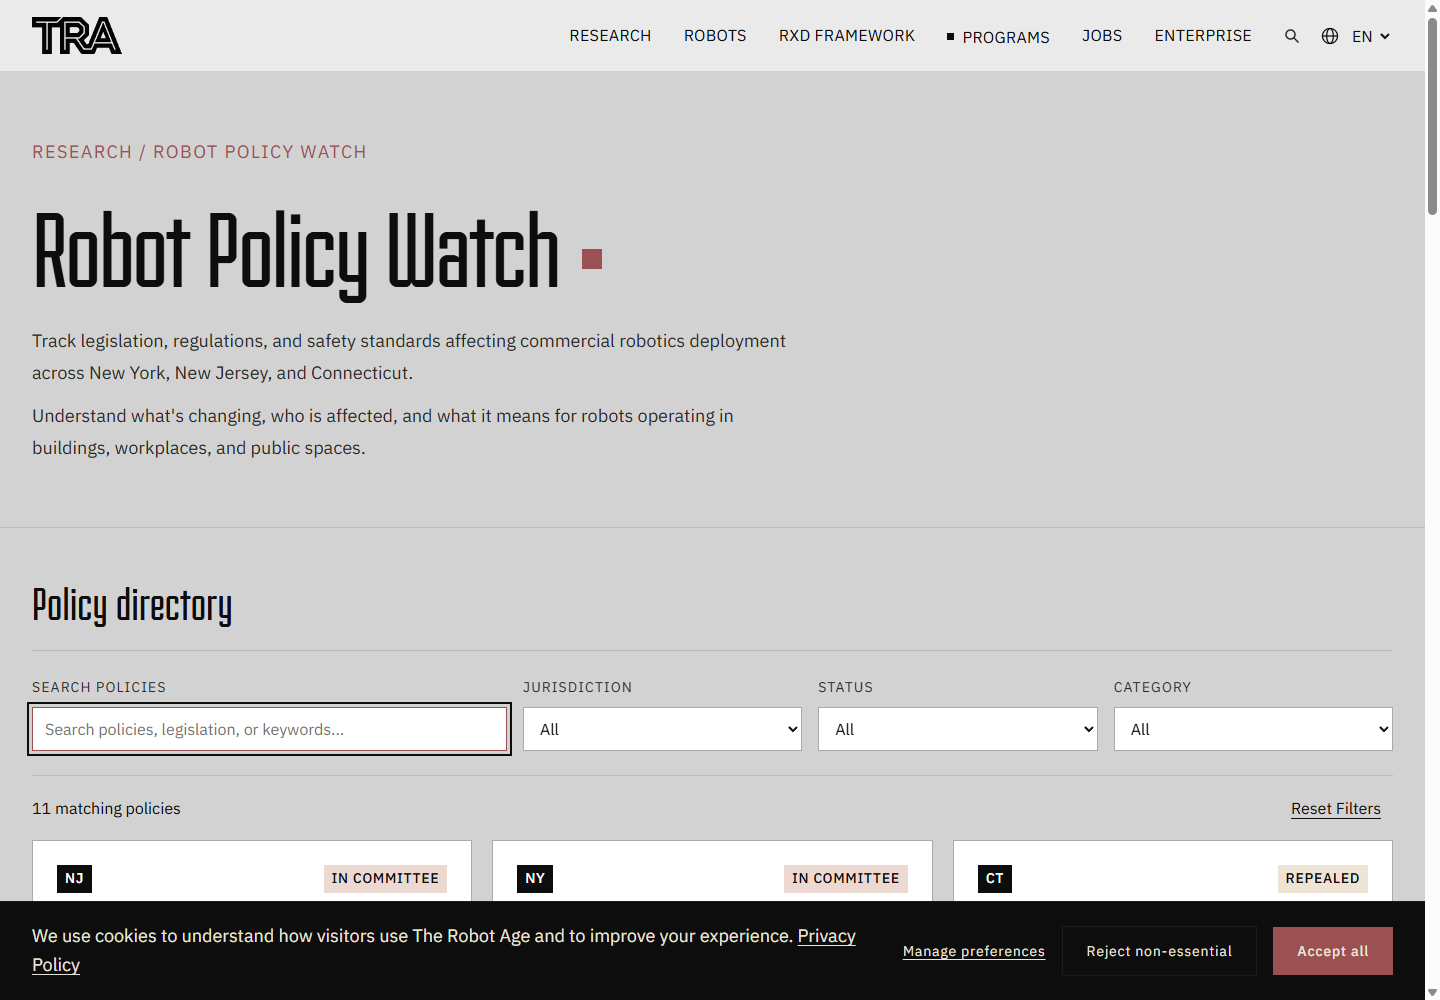 TRA
RESEARCH ROBOTS RXD FRAMEWORK PROGRAMS JOBS ENTERPRISE EN
RESEARCH / ROBOT POLICY WATCH
Robot Policy Watch
Track legislation, regulations, and safety standards affecting commercial robotics deployment
across New York, New Jersey, and Connecticut.
Understand what's changing, who is affected, and what it means for robots operating in
buildings, workplaces, and public spaces.
Policy directory
SEARCH POLICIES JURISDICTION STATUS CATEGORY
Search policies, legislation, or keywords... All All All
11 matching policies Reset Filters
NJ IN COMMITTEE NY IN COMMITTEE CT REPEALED
We use cookies to understand how visitors use The Robot Age and to improve your experience. Privacy
Policy
Manage preferences Reject non-essential Accept all